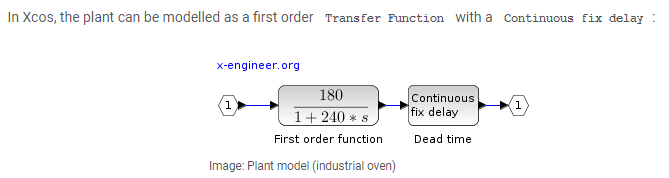 In Xcos, the plant can be modelled as a first order Transfer Function with a Continuous fix delay :
x-engineer.org
1
180
1 + 240 * s
Continuous
fix delay
1
First order function
Dead time
Image: Plant model (industrial oven)